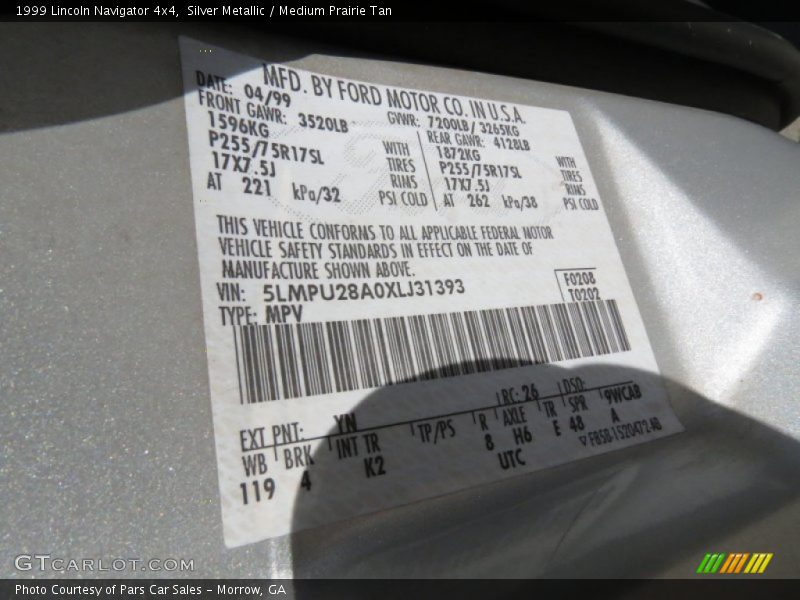 1999 Lincoln Navigator 4x4, Silver Metallic / Medium Prairie Tan
MFD. BY FORD MOTOR CO. IN U.S.A.
DATE: 04/99 GVWR: 7200LB/ 3265KG
FRONT GAWR: 3520LB REAR GAWR: 4128LB
1596KG WITH 1872KG WITH
P255/75R17SL TIRES P255/75R17SL TIRES
17X7.5J RINS 17X7.5J RINS
AT 221 kPa/32 PSI COLD AT 262 kPa/38 PSI COLD
THIS VEHICLE CONFORMS TO ALL APPLICABLE FEDERAL MOTOR
VEHICLE SAFETY STANDARDS IN EFFECT ON THE DATE OF
MANUFACTURE SHOWN ABOVE.
VIN: 5LMPU28A0XLJ31393 F0208
TYPE: MPV T0202
EXT PNT: YN RC: 26 DSO:
WB BRK INT TR TP/PS R AXLE TR SPR 9WCAB
119 4 K2 8 H6 E 48 A
UTC ▽F85B-1520472-AB
GTCARLOT.COM
Photo Courtesy of Pars Car Sales - Morrow, GA